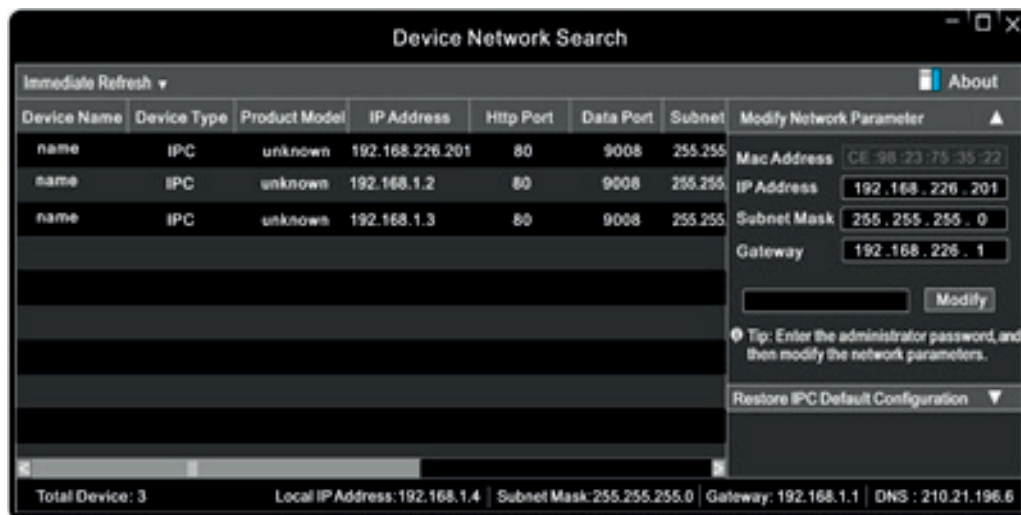 Device Network Search
Immediate Refresh
About
Device Name Device Type Product Model IP Address Http Port Data Port Subnet
name IPC unknown 192.168.226.201 80 9008 255.255
name IPC unknown 192.168.1.2 80 9008 255.255.
name IPC unknown 192.168.1.3 80 9008 255.255.
Modify Network Parameter
Mac Address CE :98 :23 :75 :35 :22
IP Address 192 .168 .226 .201
Subnet Mask 255 .255 .255 . 0
Gateway 192 .168 .226 . 1
Modify
Tip: Enter the administrator password, and
then modify the network parameters.
Restore IPC Default Configuration
Total Device: 3 Local IP Address:192.168.1.4 Subnet Mask:255.255.255.0 Gateway: 192.168.1.1 DNS : 210.21.196.6